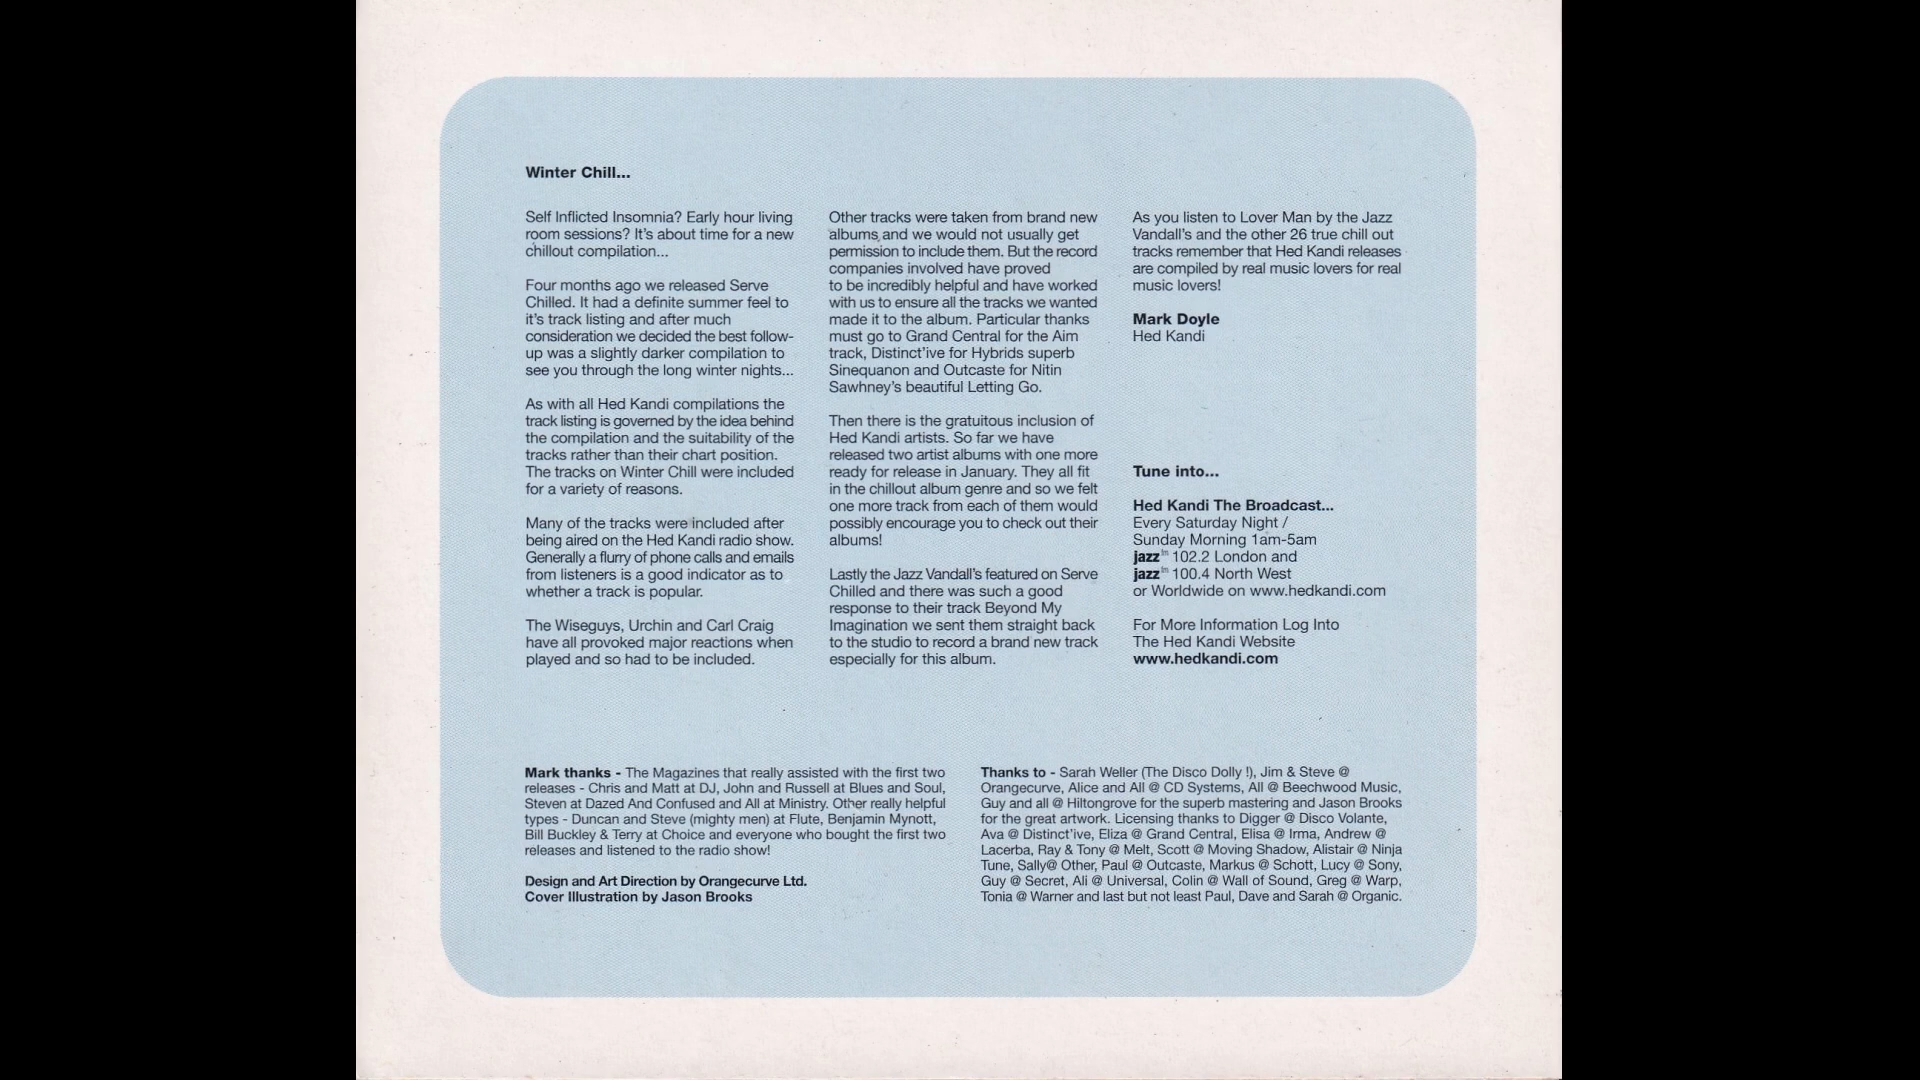 Winter Chill...
Self Inflicted Insomnia? Early hour living
room sessions? It's about time for a new
chillout compilation...
Four months ago we released Serve
Chilled. It had a definite summer feel to
it's track listing and after much
consideration we decided the best follow-
up was a slightly darker compilation to
see you through the long winter nights...
As with all Hed Kandi compilations the
track listing is governed by the idea behind
the compilation and the suitability of the
tracks rather than their chart position.
The tracks on Winter Chill were included
for a variety of reasons.
Many of the tracks were included after
being aired on the Hed Kandi radio show.
Generally a flurry of phone calls and emails
from listeners is a good indicator as to
whether a track is popular.
The Wiseguys, Urchin and Carl Craig
have all provoked major reactions when
played and so had to be included.
Other tracks were taken from brand new
albums and we would not usually get
permission to include them. But the record
companies involved have proved
to be incredibly helpful and have worked
with us to ensure all the tracks we wanted
made it to the album. Particular thanks
must go to Grand Central for the Aim
track, Distinct'ive for Hybrids superb
Sinequanon and Outcaste for Nitin
Sawhney's beautiful Letting Go.
Then there is the gratuitous inclusion of
Hed Kandi artists. So far we have
released two artist albums with one more
ready for release in January. They all fit
in the chillout album genre and so we felt
one more track from each of them would
possibly encourage you to check out their
albums!
Lastly the Jazz Vandall's featured on Serve
Chilled and there was such a good
response to their track Beyond My
Imagination we sent them straight back
to the studio to record a brand new track
especially for this album.
As you listen to Lover Man by the Jazz
Vandall's and the other 26 true chill out
tracks remember that Hed Kandi releases
are compiled by real music lovers for real
music lovers!
Mark Doyle
Hed Kandi
Tune into...
Hed Kandi The Broadcast...
Every Saturday Night /
Sunday Morning 1am-5am
jazz fm 102.2 London and
jazz fm 100.4 North West
or Worldwide on www.hedkandi.com
For More Information Log Into
The Hed Kandi Website
www.hedkandi.com
Mark thanks - The Magazines that really assisted with the first two
releases - Chris and Matt at DJ, John and Russell at Blues and Soul,
Steven at Dazed And Confused and All at Ministry. Other really helpful
types - Duncan and Steve (mighty men) at Flute, Benjamin Mynott,
Bill Buckley & Terry at Choice and everyone who bought the first two
releases and listened to the radio show!
Design and Art Direction by Orangecurve Ltd.
Cover Illustration by Jason Brooks
Thanks to - Sarah Weller (The Disco Dolly !), Jim & Steve @
Orangecurve, Alice and All @ CD Systems, All @ Beechwood Music,
Guy and all @ Hiltongrove for the superb mastering and Jason Brooks
for the great artwork. Licensing thanks to Digger @ Disco Volante,
Ava @ Distinct'ive, Eliza @ Grand Central, Elisa @ Irma, Andrew @
Lacerba, Ray & Tony @ Melt, Scott @ Moving Shadow, Alistair @ Ninja
Tune, Sally@ Other, Paul @ Outcaste, Markus @ Schott, Lucy @ Sony,
Guy @ Secret, Ali @ Universal, Colin @ Wall of Sound, Greg @ Warp,
Tonia @ Warner and last but not least Paul, Dave and Sarah @ Organic.